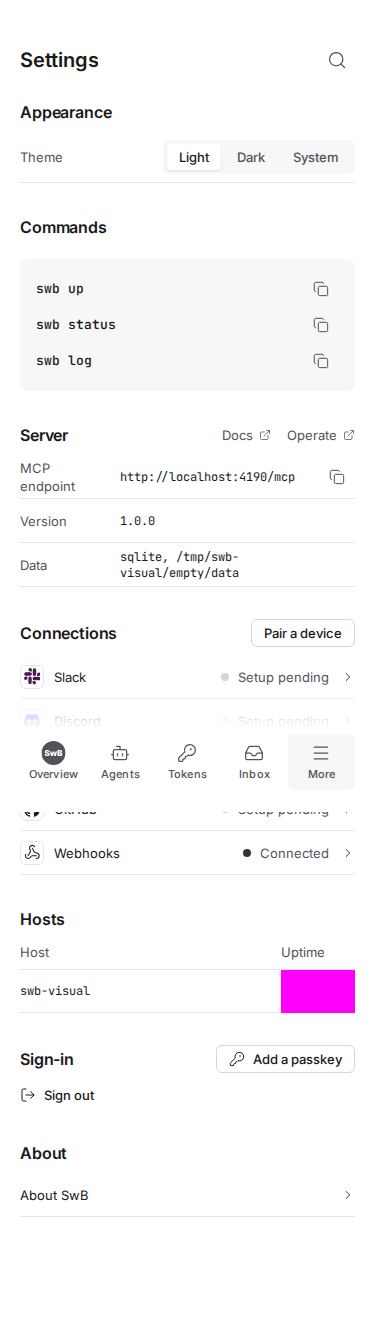 Settings
Appearance
Theme
Light
Dark
System
Commands
swb up
swb status
swb log
Server
Docs
Operate
MCP
endpoint
http://localhost:4190/mcp
Version
1.0.0
Data
sqlite, /tmp/swb-
visual/empty/data
Connections
Pair a device
Slack
Setup pending
Discord
Setup pending
SwB
Overview
Agents
Tokens
Inbox
More
GitHub
Setup pending
Webhooks
Connected
Hosts
Host
Uptime
swb-visual
Sign-in
Add a passkey
Sign out
About
About SwB